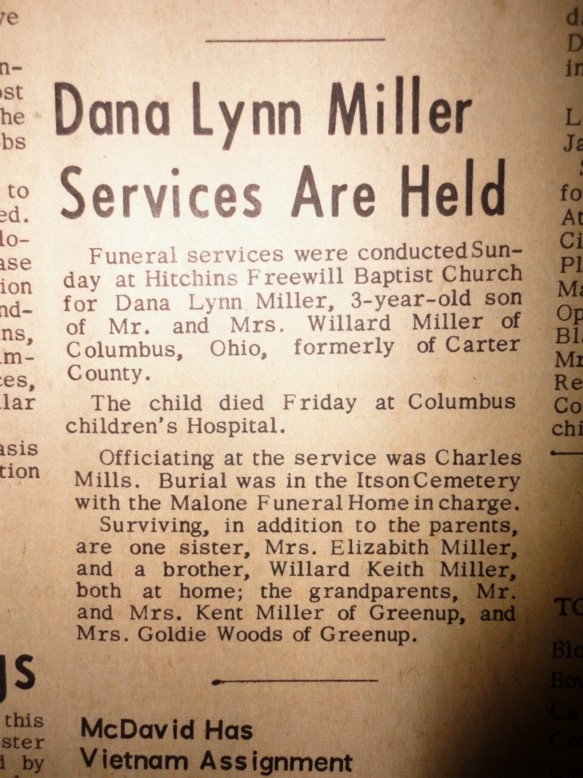 Dana Lynn Miller
Services Are Held
Funeral services were conducted Sun-
day at Hitchins Freewill Baptist Church
for Dana Lynn Miller, 3-year-old son
of Mr. and Mrs. Willard Miller of
Columbus, Ohio, formerly of Carter
County.
The child died Friday at Columbus
children's Hospital.
Officiating at the service was Charles
Mills. Burial was in the Itson Cemetery
with the Malone Funeral Home in charge.
Surviving, in addition to the parents,
are one sister, Mrs. Elizabith Miller,
and a brother, Willard Keith Miller,
both at home; the grandparents, Mr.
and Mrs. Kent Miller of Greenup, and
Mrs. Goldie Woods of Greenup.
McDavid Has
Vietnam Assignment